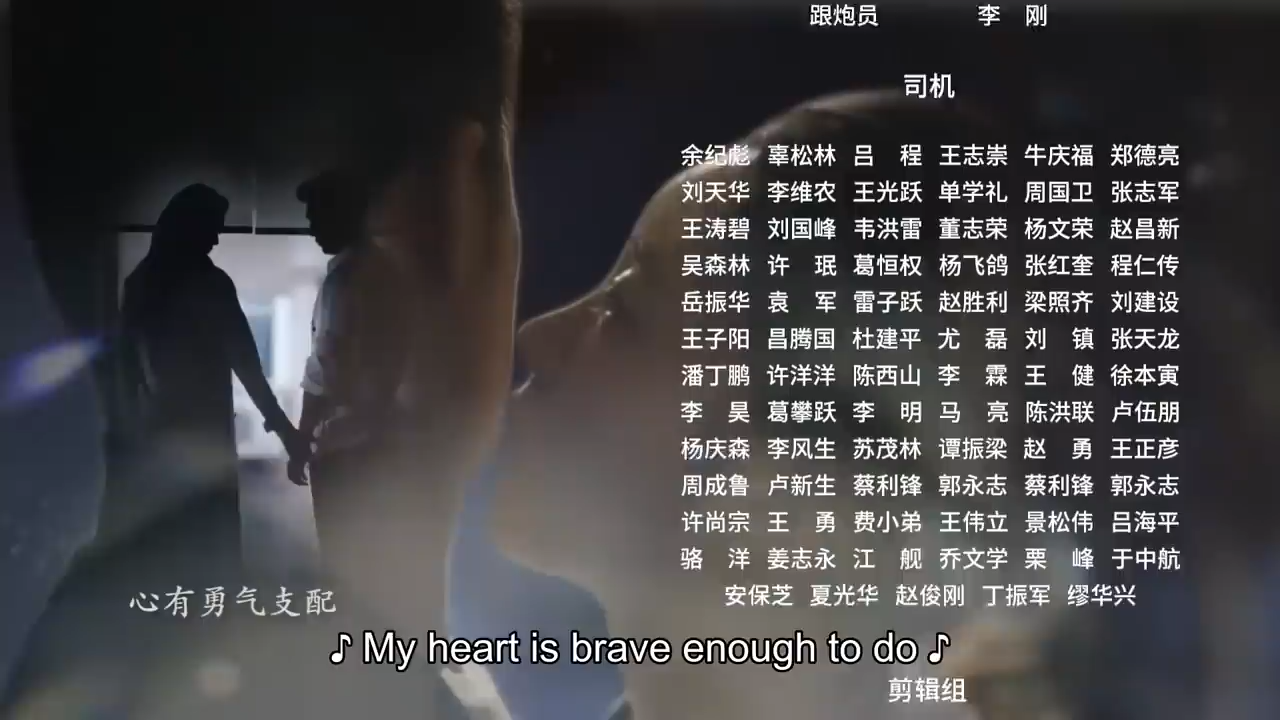 跟炮员 李 刚
司机
余纪彪 辜松林 吕 程 王志崇 牛庆福 郑德亮
刘天华 李维农 王光跃 单学礼 周国卫 张志军
王涛碧 刘国峰 韦洪雷 董志荣 杨文荣 赵昌新
吴森林 许 珉 葛恒权 杨飞鸽 张红奎 程仁传
岳振华 袁 军 雷子跃 赵胜利 梁照齐 刘建设
王子阳 昌腾国 杜建平 尤 磊 刘 镇 张天龙
潘丁鹏 许洋洋 陈西山 李 霖 王 健 徐本寅
李 昊 葛攀跃 李 明 马 亮 陈洪联 卢伍朋
杨庆森 李风生 苏茂林 谭振梁 赵 勇 王正彦
周成鲁 卢新生 蔡利锋 郭永志 蔡利锋 郭永志
许尚宗 王 勇 费小弟 王伟立 景松伟 吕海平
骆 洋 姜志永 江 舰 乔文学 栗 峰 于中航
安保芝 夏光华 赵俊刚 丁振军 缪华兴
心有勇气支配
♪ My heart is brave enough to do ♪
剪辑组